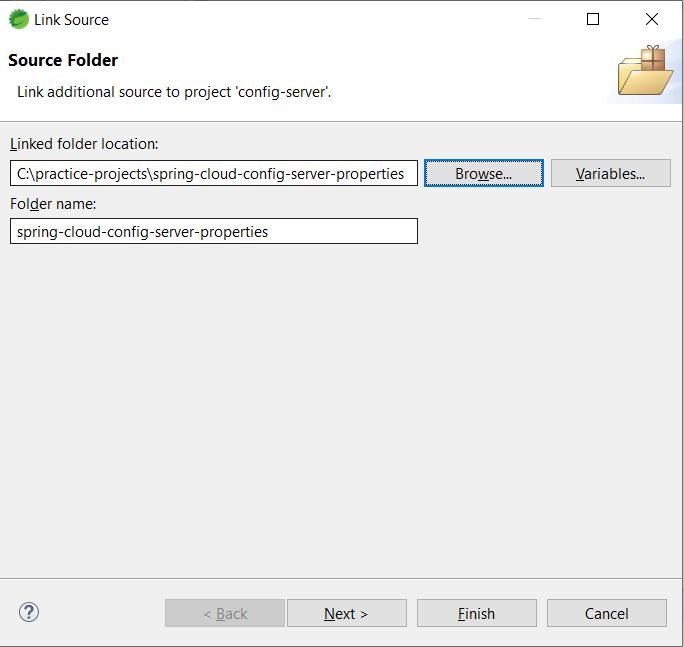 Link Source
Source Folder
Link additional source to project 'config-server'.
Linked folder location:
C:\practice-projects\spring-cloud-config-server-properties
Browse...
Variables...
Folder name:
spring-cloud-config-server-properties
?
< Back
Next >
Finish
Cancel